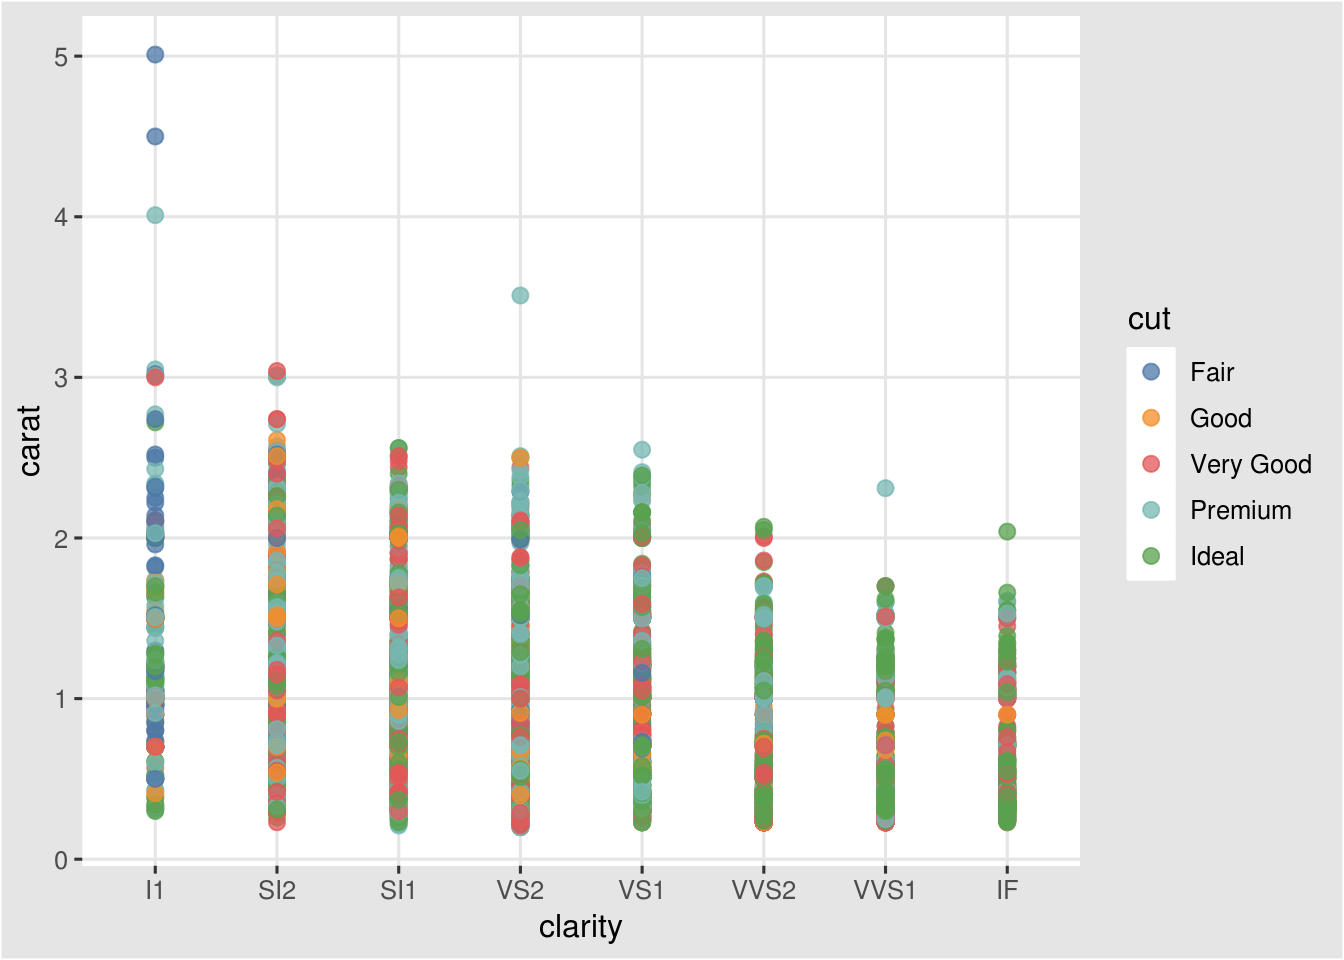 carat
5
4
3
2
1
0
I1 SI2 SI1 VS2 VS1 VVS2 VVS1 IF
clarity
cut
Fair
Good
Very Good
Premium
Ideal